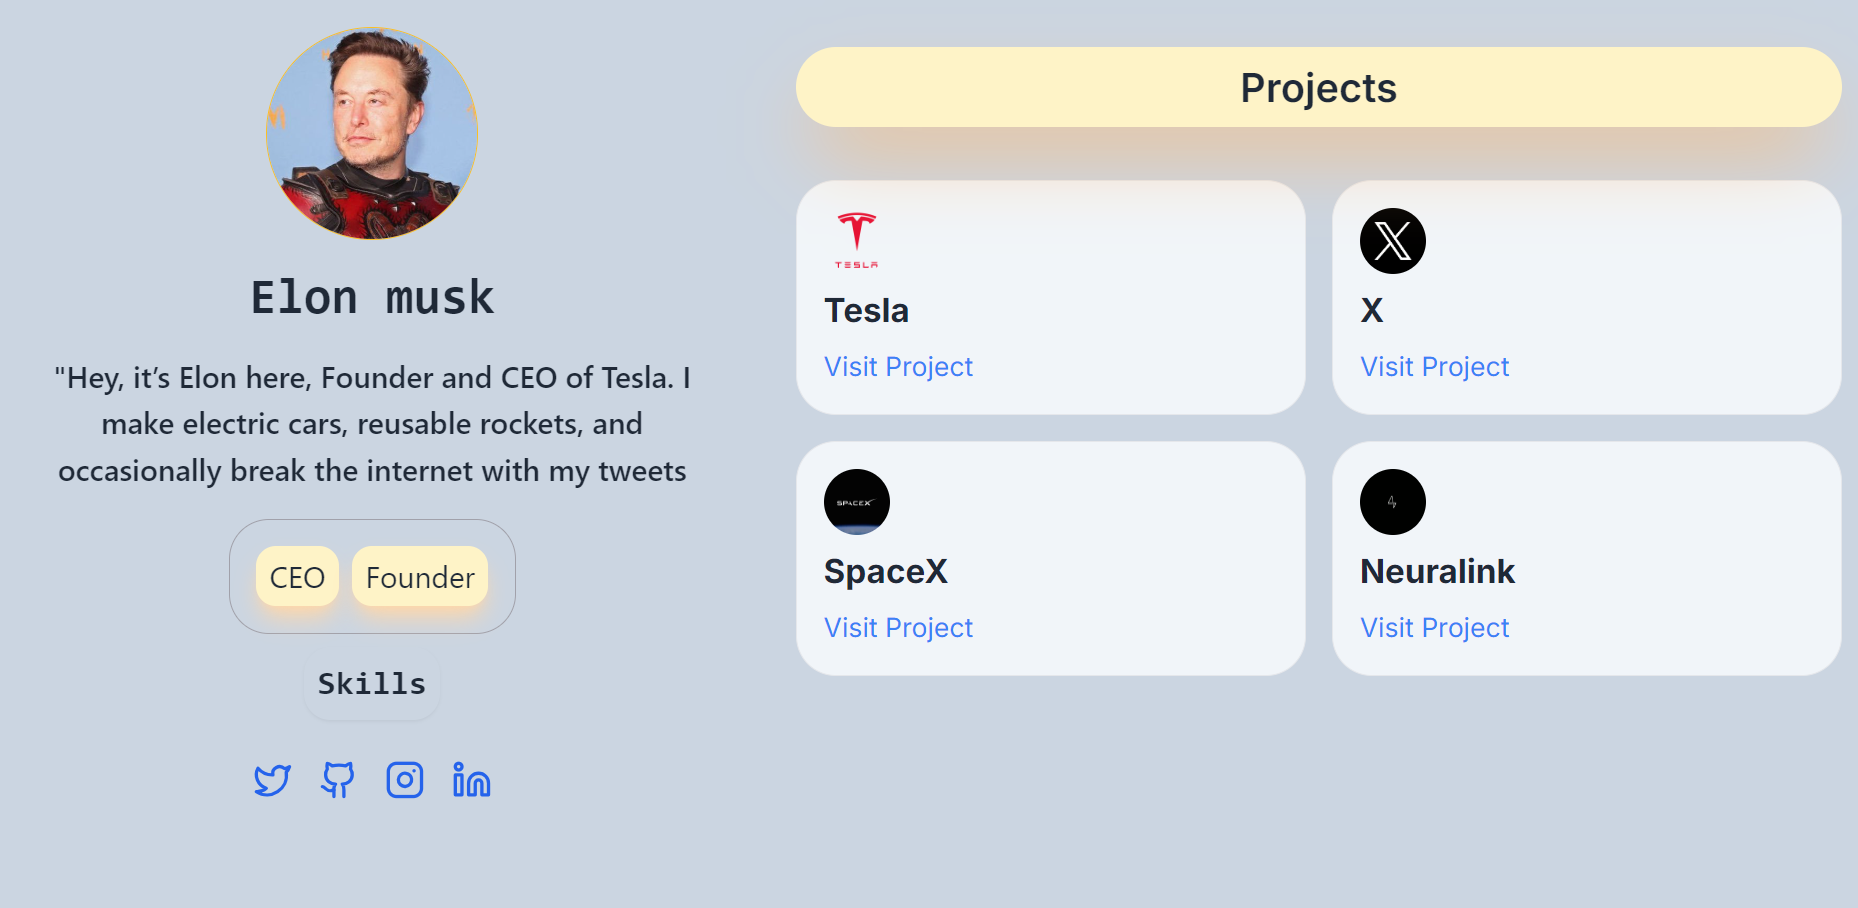 Elon musk
"Hey, it’s Elon here, Founder and CEO of Tesla. I
make electric cars, reusable rockets, and
occasionally break the internet with my tweets
CEO Founder
Skills
Projects
TESLA
Tesla
Visit Project
X
X
Visit Project
SPACEX
SpaceX
Visit Project
Neuralink
Visit Project